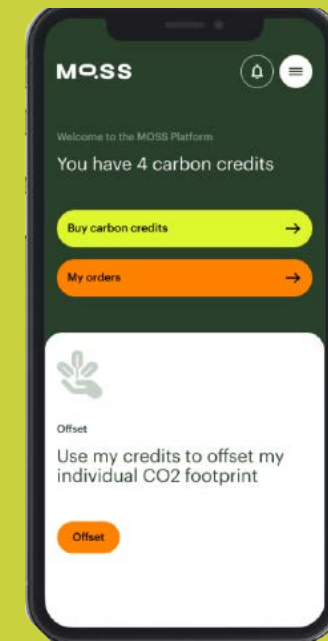 MOSS
Welcome to the MOSS Platform
You have 4 carbon credits
Buy carbon credits
My orders
Offset
Use my credits to offset my
individual CO2 footprint
Offset